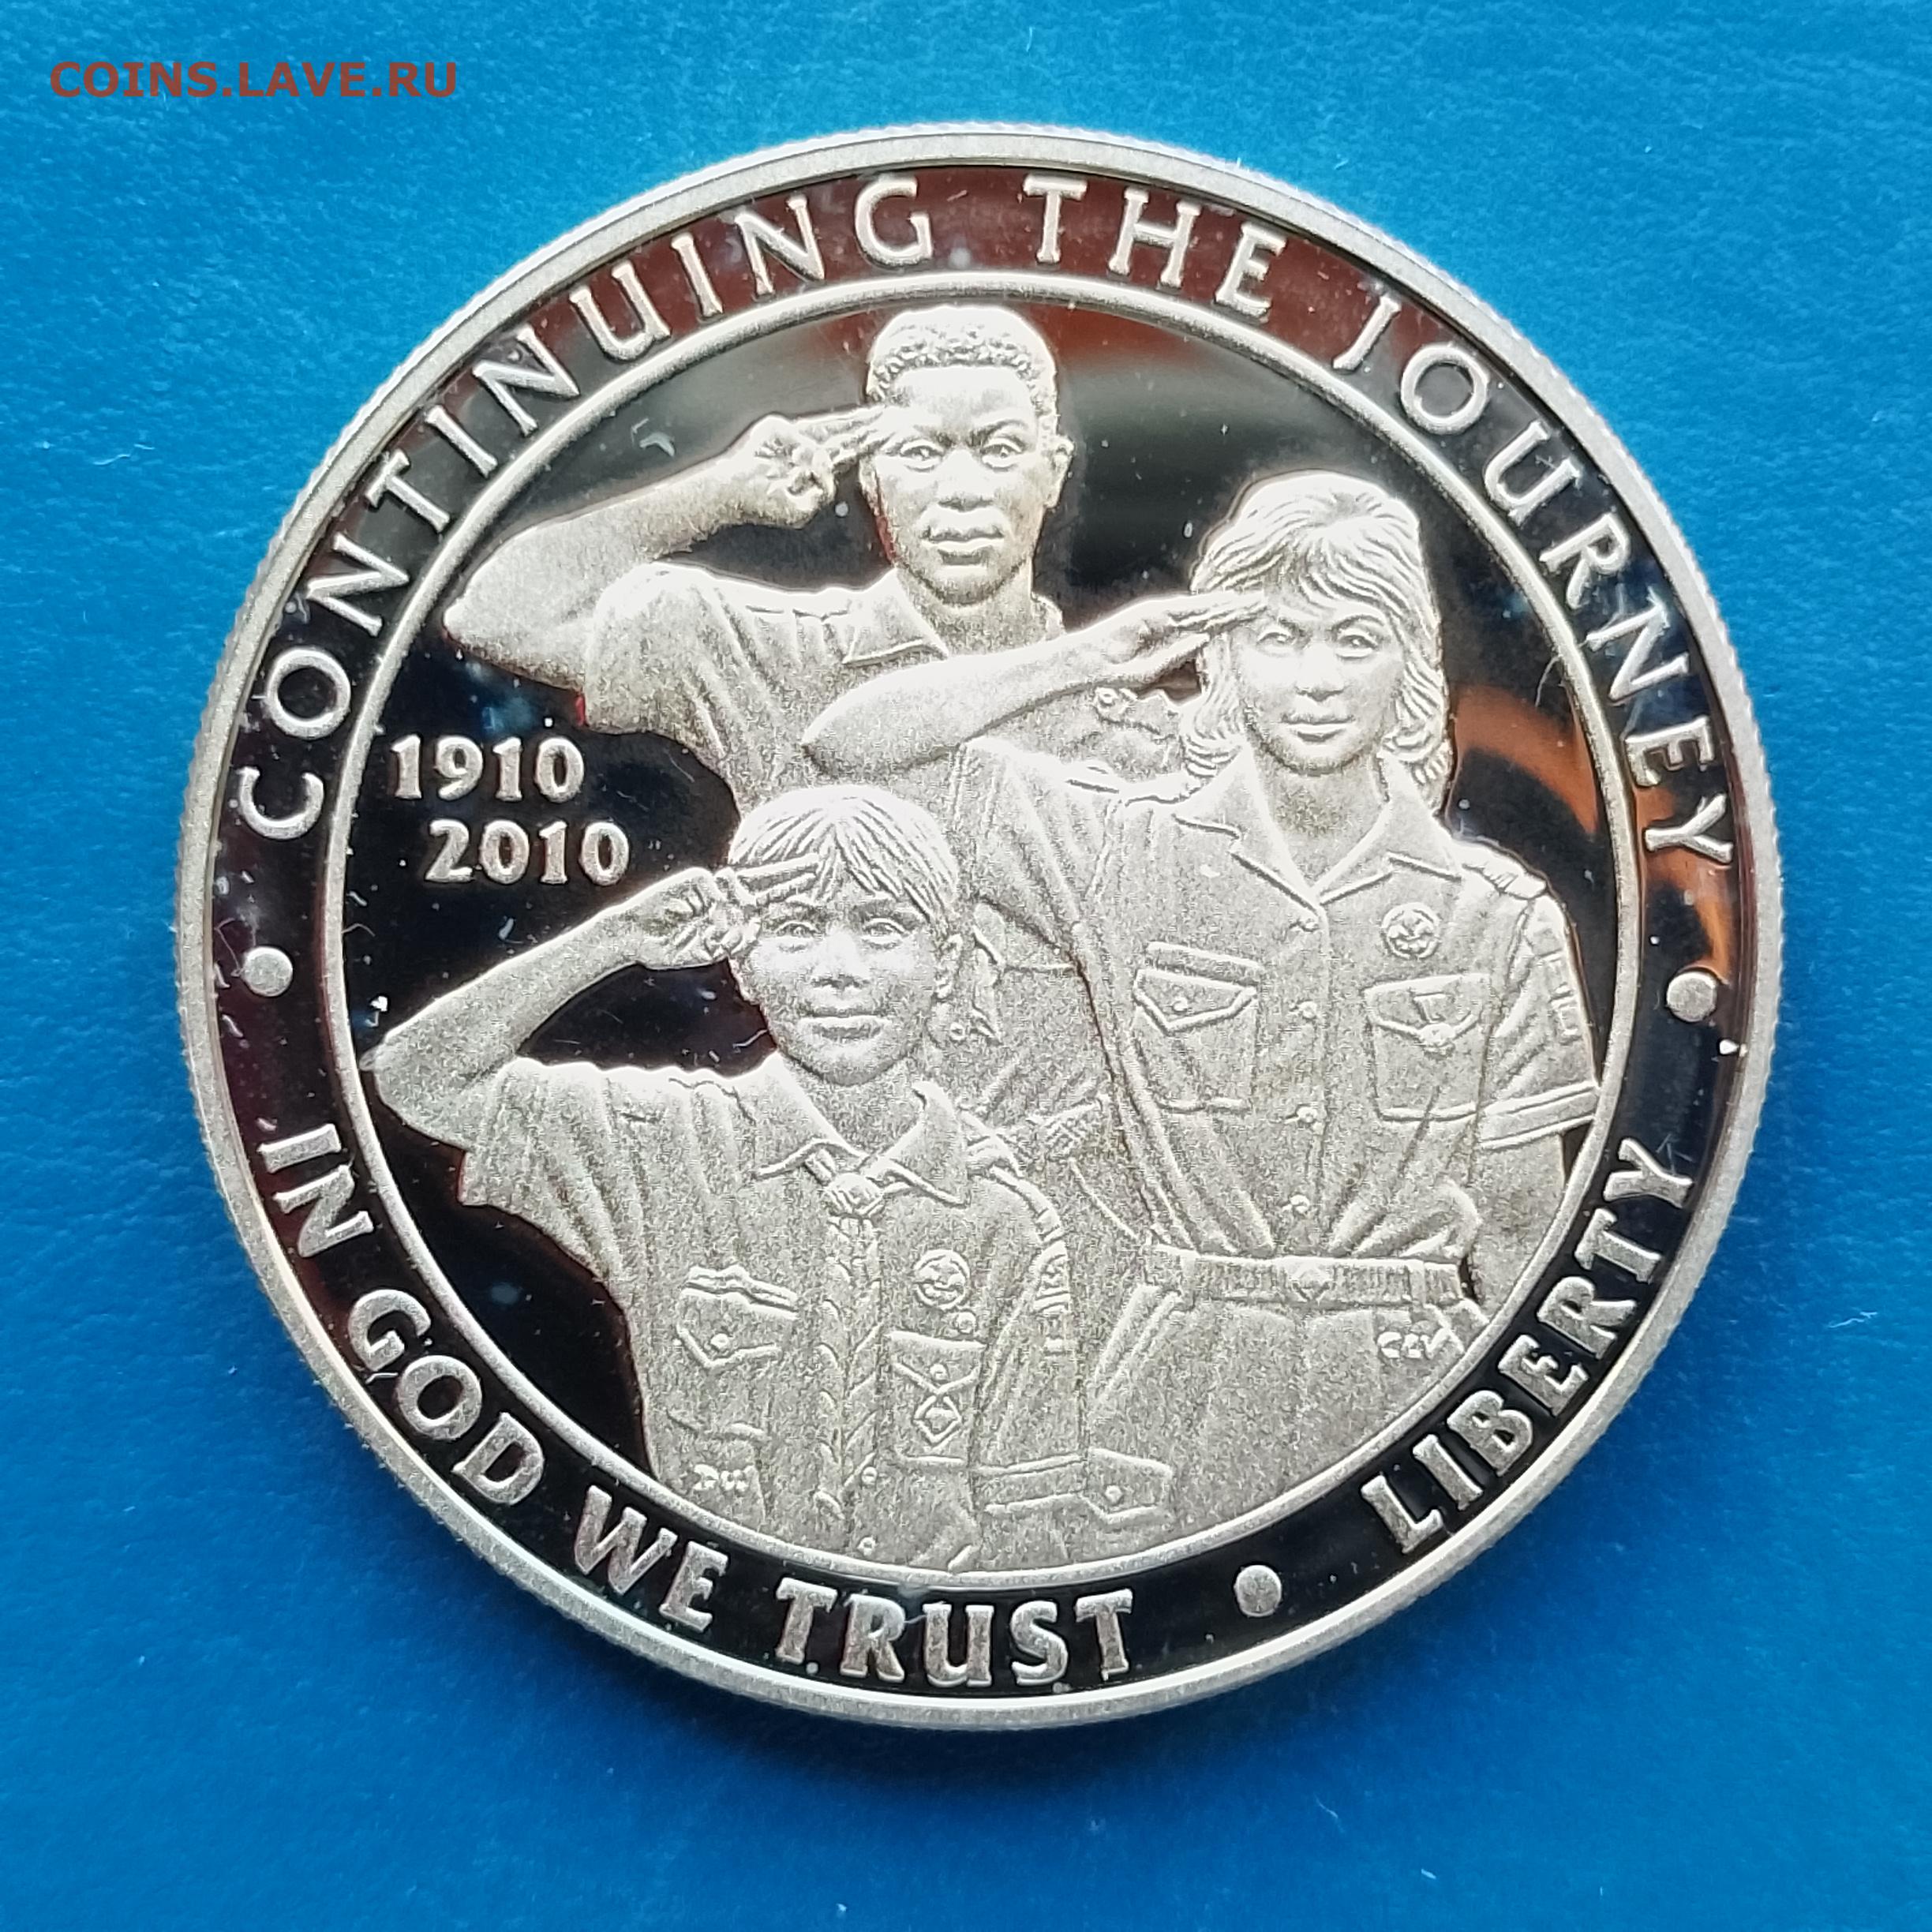 COINS.LAVE.RU
CONTINUING THE JOURNEY
1910
2010
IN GOD WE TRUST • LIBERTY